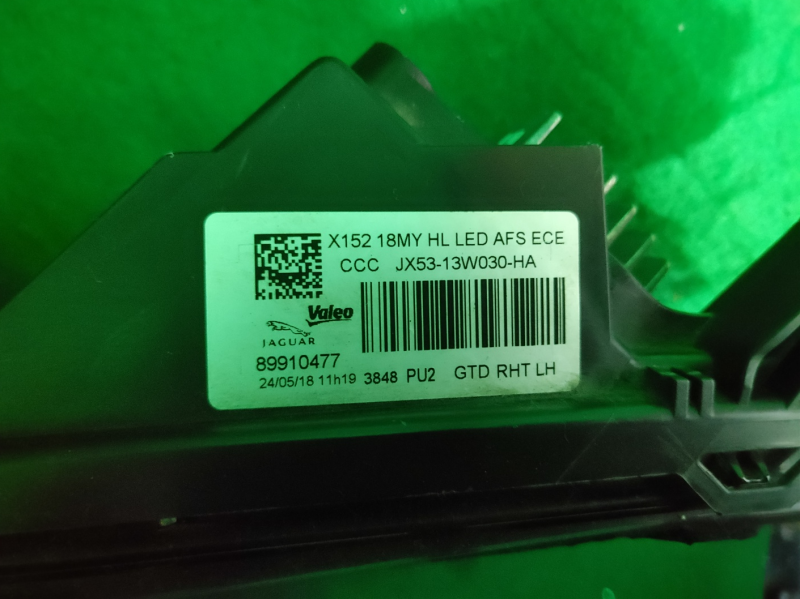 X152 18MY HL LED AFS ECE
CCC JX53-13W030-HA
Valeo
JAGUAR
89910477
24/05/18 11h19 3848 PU2 GTD RHT LH